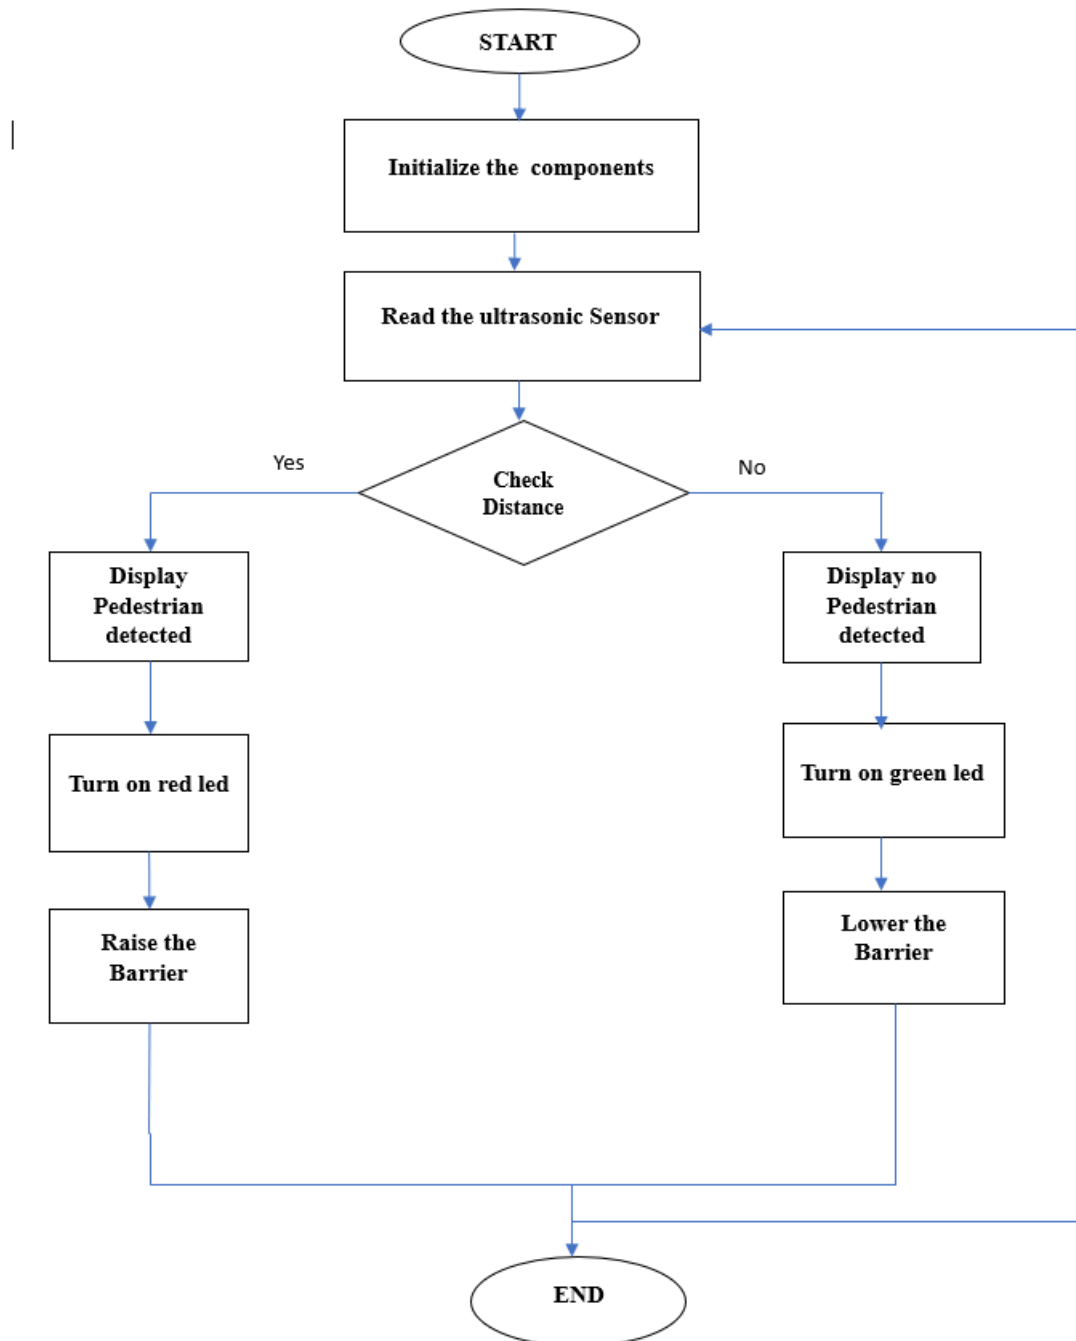 START
Initialize the  components
Read the ultrasonic Sensor
Check
Distance
Yes
No
Display
Pedestrian
detected
Display no
Pedestrian
detected
Turn on red led
Turn on green led
Raise the
Barrier
Lower the
Barrier
END